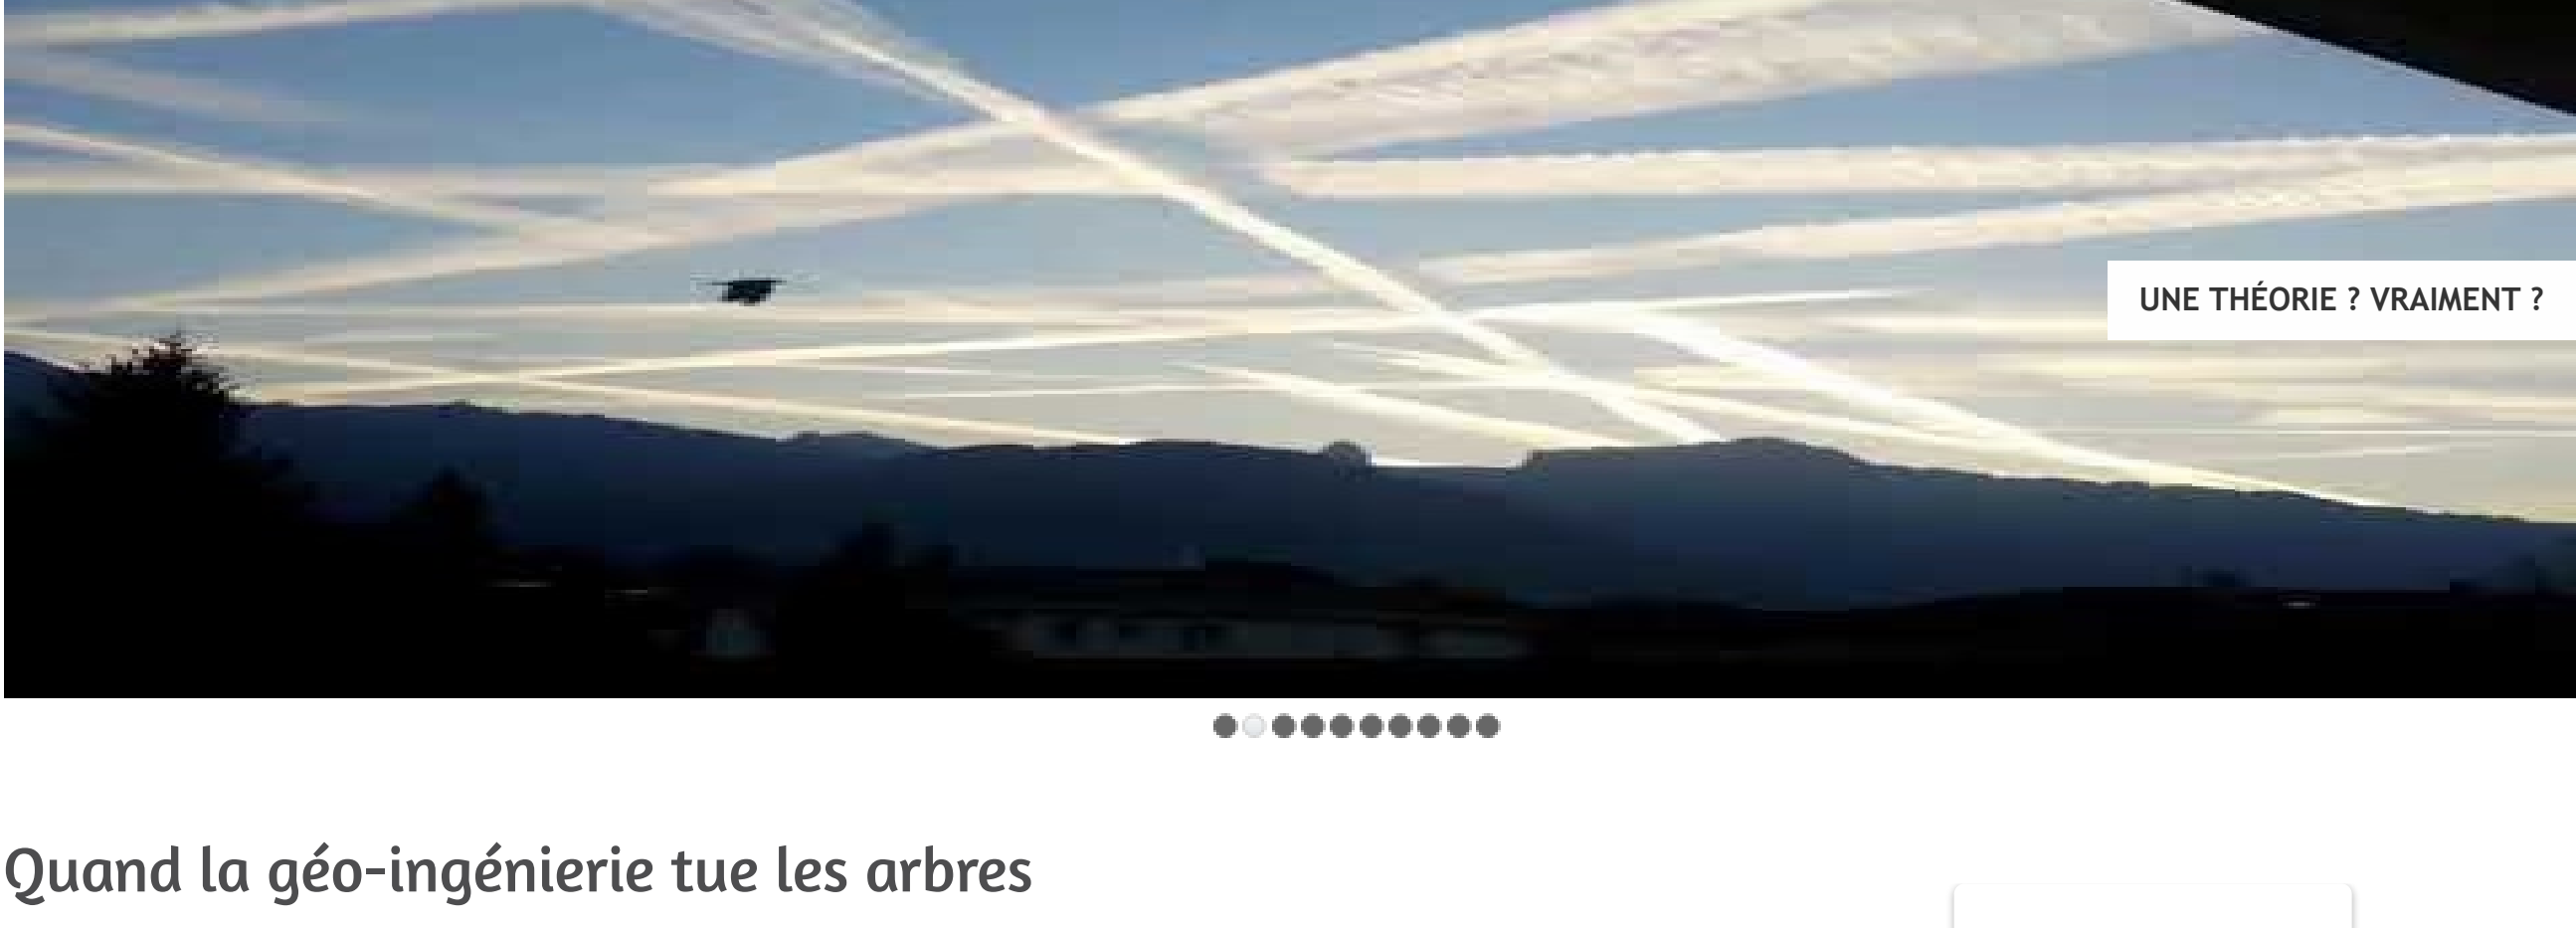 UNE THÉORIE ? VRAIMENT ?
Quand la géo-ingénierie tue les arbres